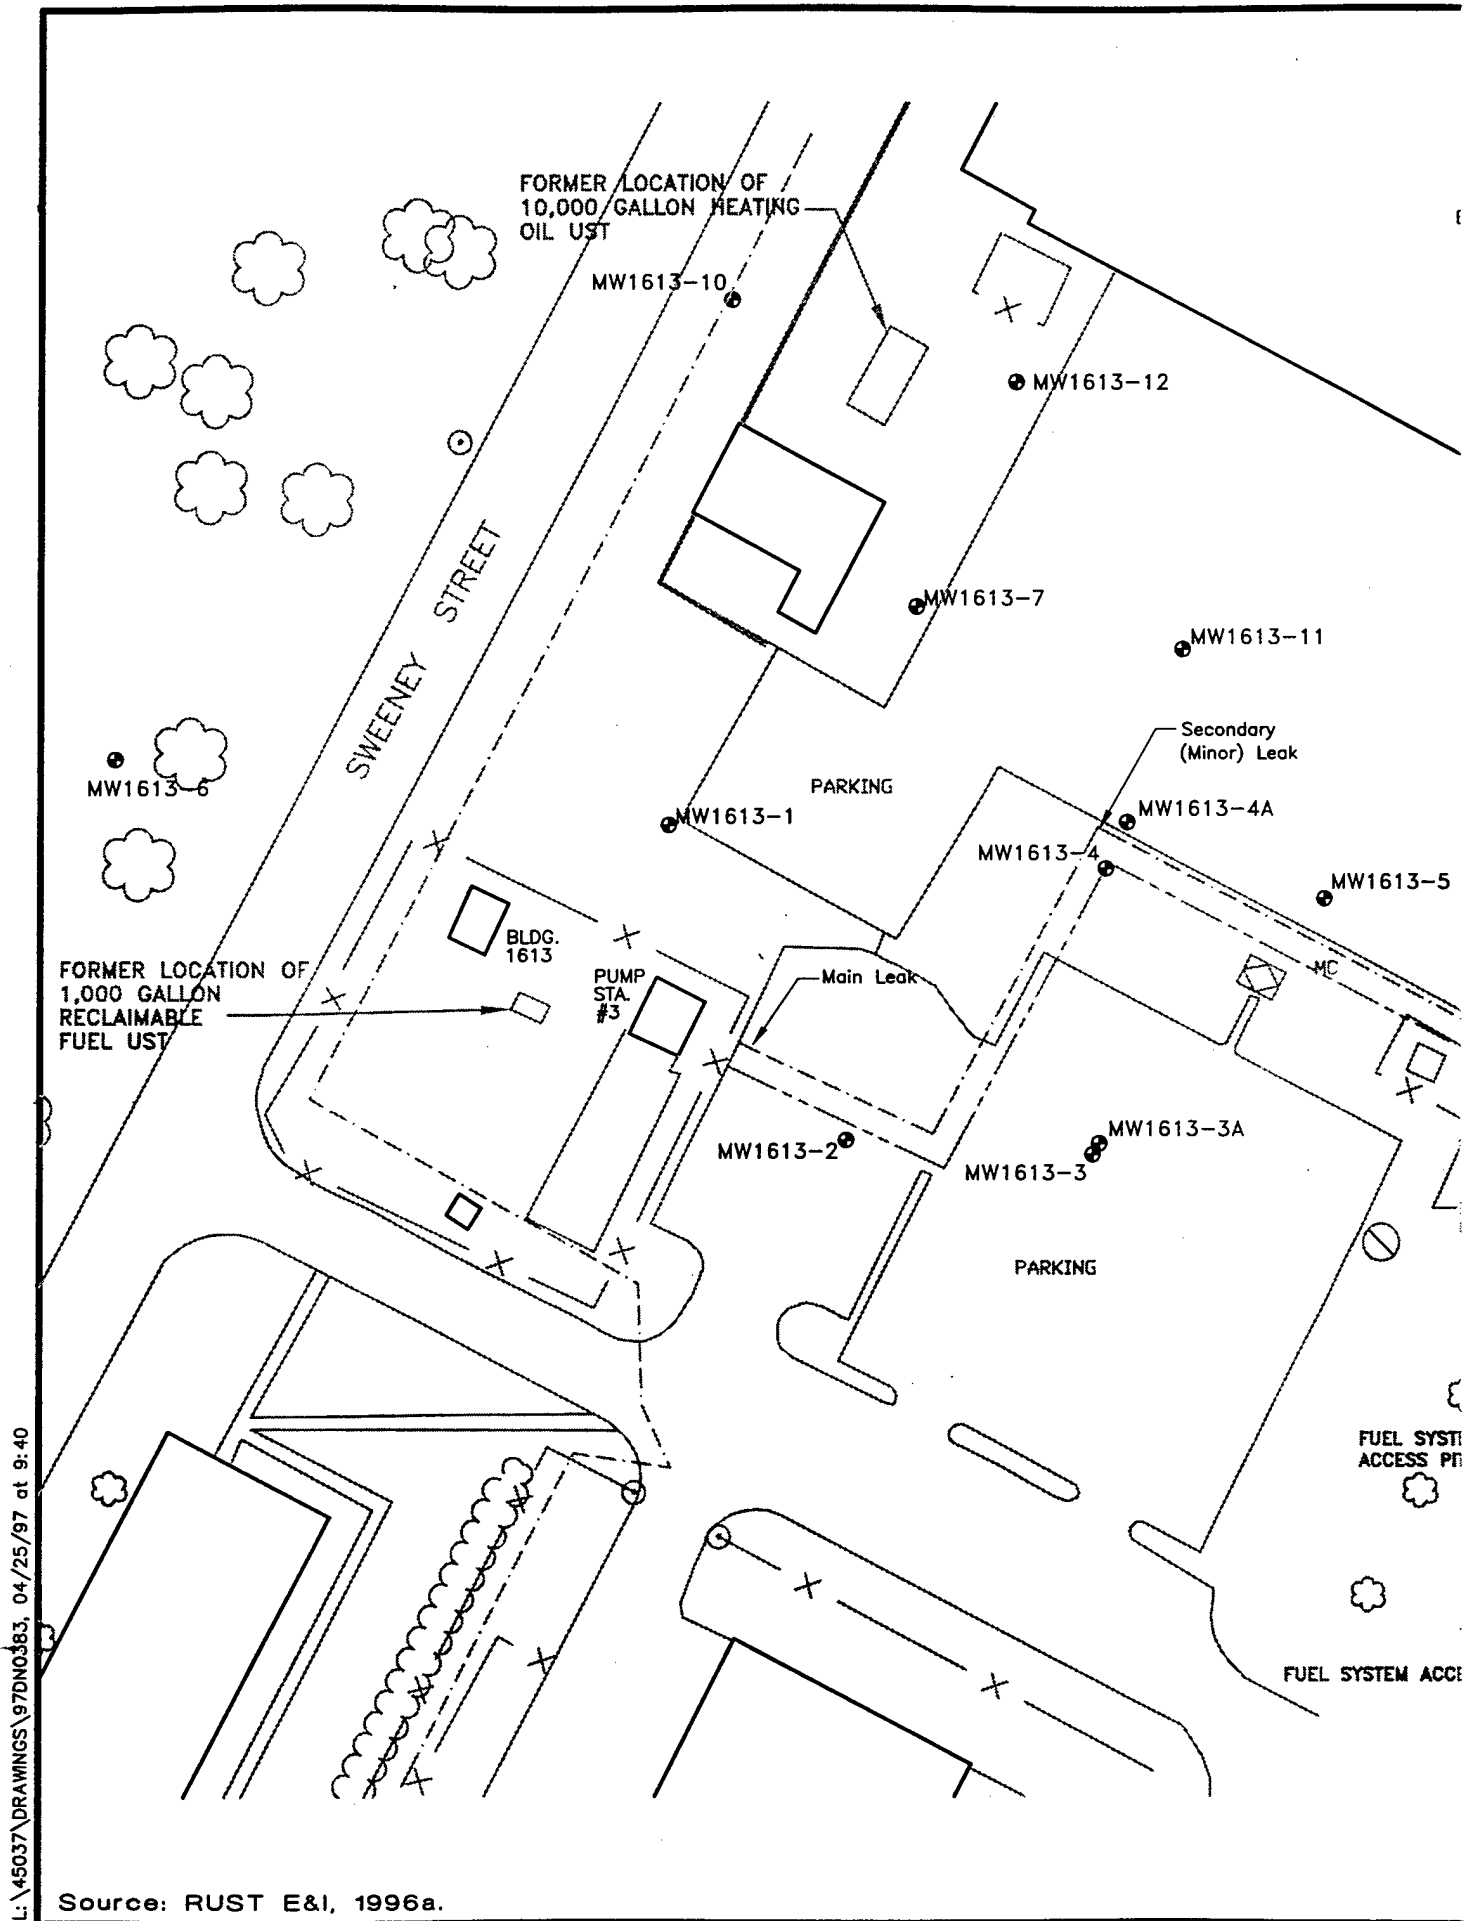 FORMER LOCATION OF
10,000 GALLON HEATING
OIL UST
MW1613-10
MW1613-12
SWEENEY STREET
MW1613-7
MW1613-11
Secondary
(Minor) Leak
MW1613-6
PARKING
MW1613-1
MW1613-4A
MW1613-4
MW1613-5
BLDG.
1613
FORMER LOCATION OF
1,000 GALLON
RECLAIMABLE
FUEL UST
PUMP
STA.
#3
Main Leak
MC
MW1613-2
MW1613-3A
MW1613-3
PARKING
FUEL SYST
ACCESS
FUEL SYSTEM ACC
L:\45037\DRAWINGS\97DN0383, 04/25/97 at 9:40
Source: RUST E&I, 1996a.